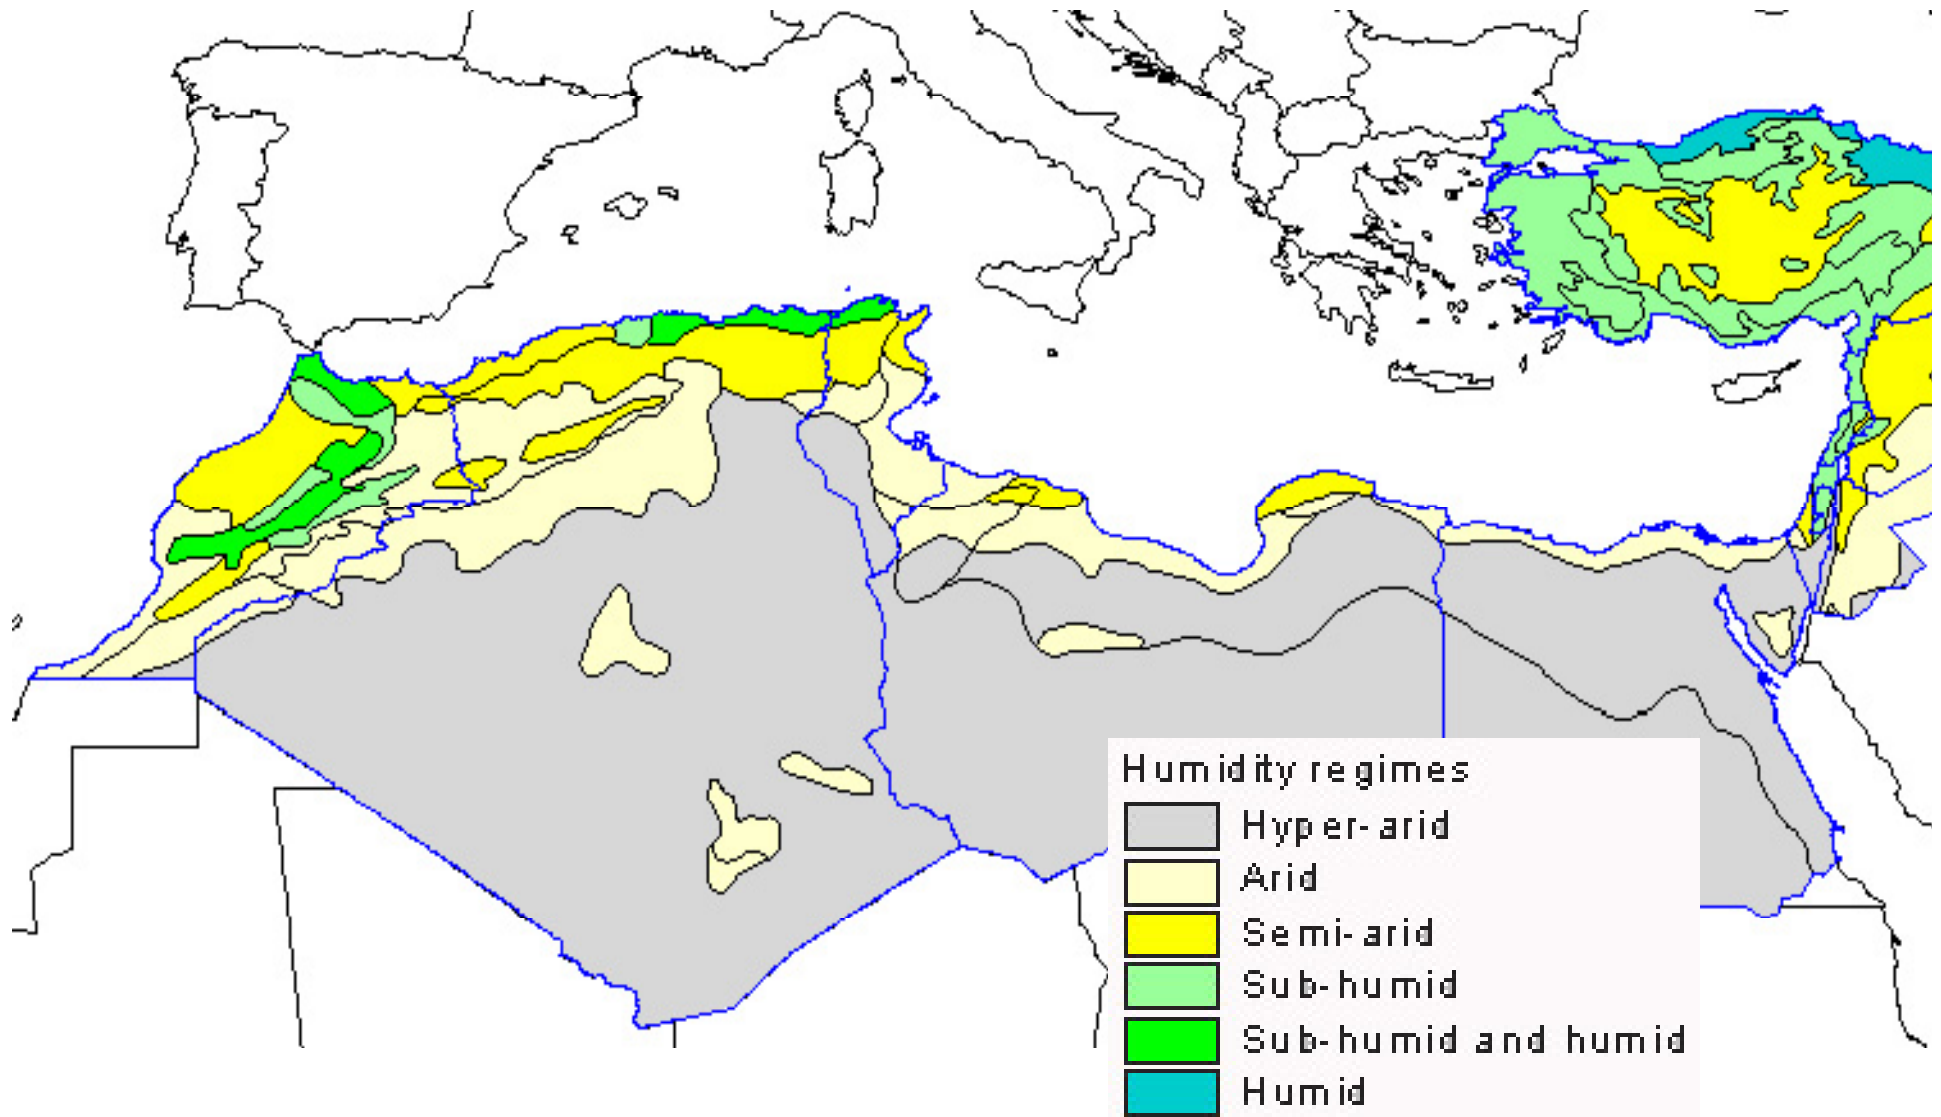 Humidity regimes
Hyper-arid
Arid
Semi-arid
Sub-humid
Sub-humid and humid
Humid